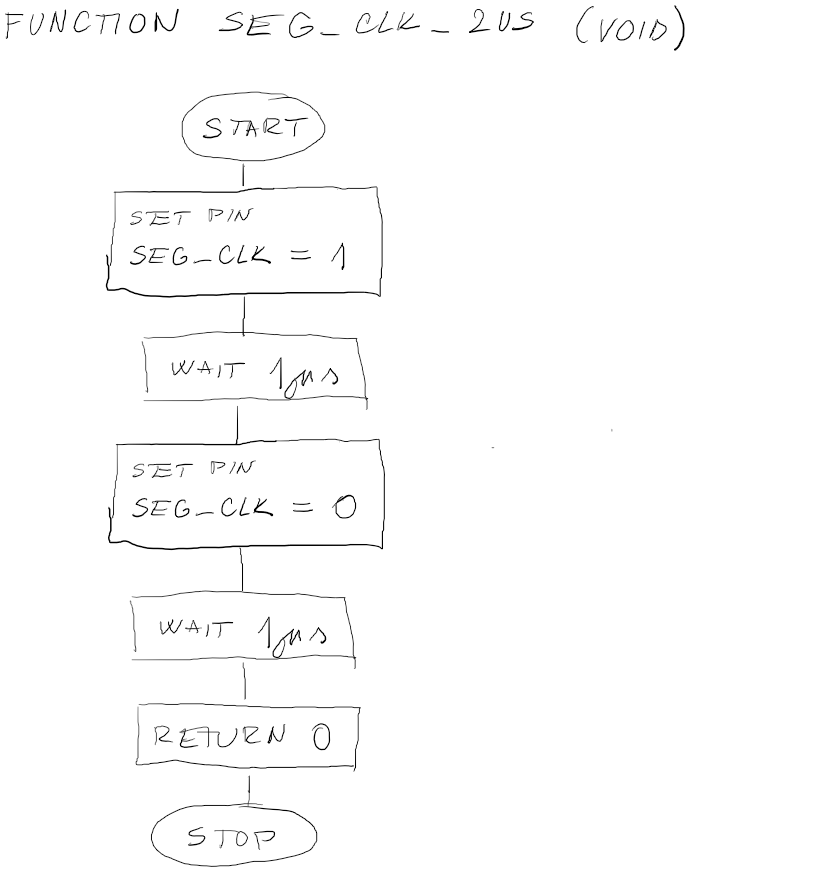 FUNCTION SEG_CLK_2US (VOID)
START
SET PIN
SEG_CLK = 1
WAIT 1µs
SET PIN
SEG_CLK = 0
WAIT 1µs
RETURN 0
STOP